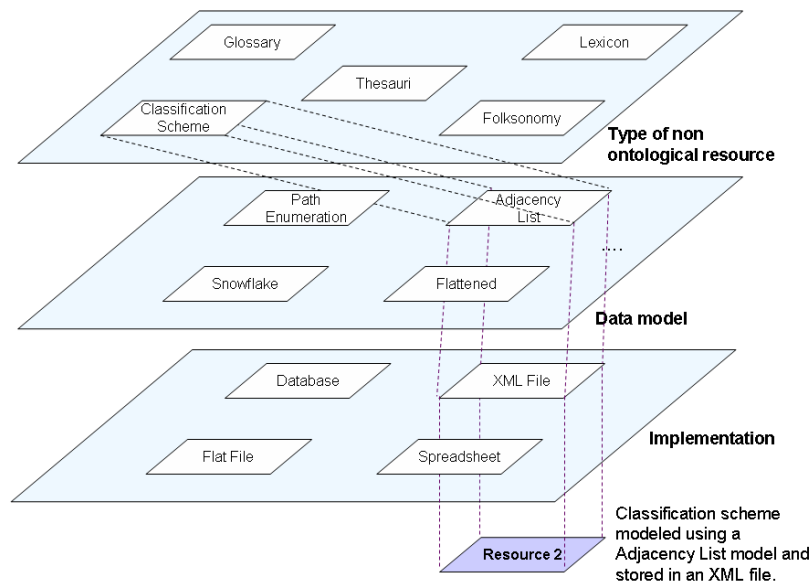 Glossary
Lexicon
Thesauri
Classification
Scheme
Folksonomy
Type of non
ontological resource
Path
Enumeration
Adjacency
List
....
Snowflake
Flattened
Data model
Database
XML File
Implementation
Flat File
Spreadsheet
Classification scheme
modeled using a
Adjacency List model and
stored in an XML file.
Resource 2